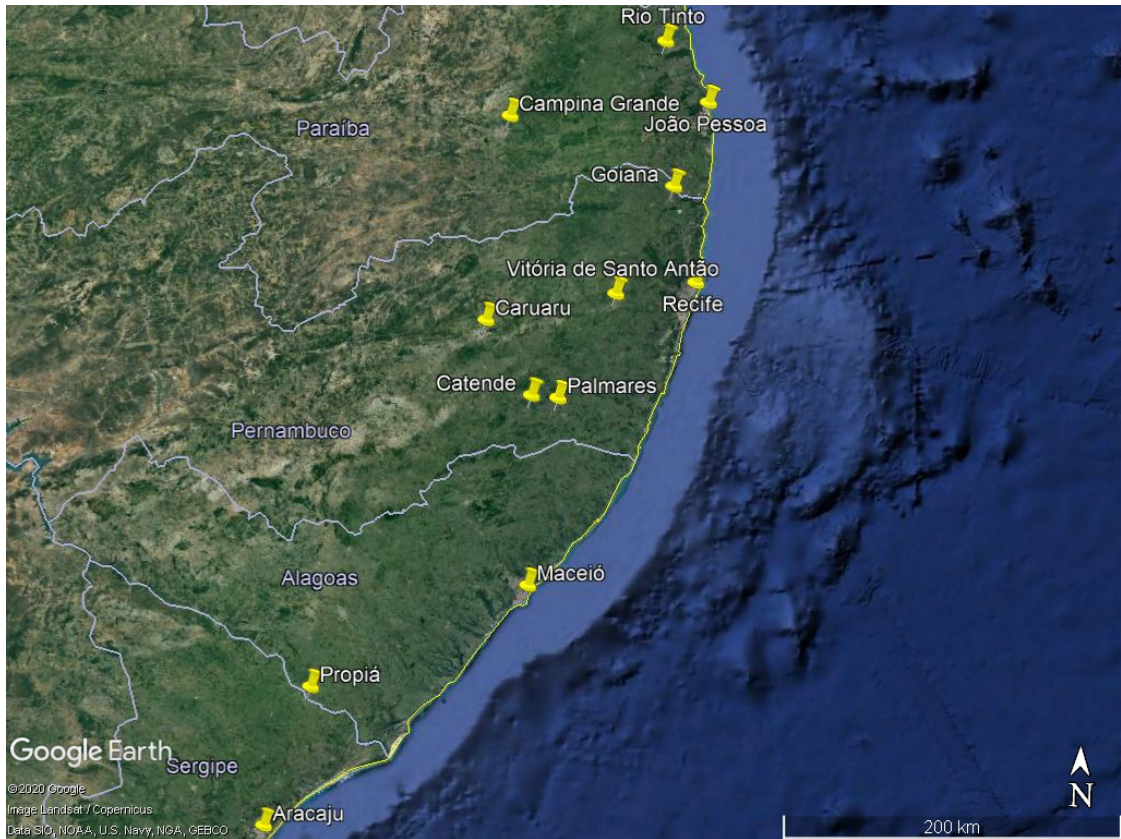 Rio Tinto
Campina Grande
Paraíba
João Pessoa
Goiana
Vitória de Santo Antão
Caruaru
Recife
Catende
Palmares
Pernambuco
Alagoas
Maceió
Propiá
Google Earth
Sergipe
©2020 Google
Image Landsat / Copernicus
Aracaju
Data SIO, NOAA, U.S. Navy, NGA, GEBCO
N
200 km